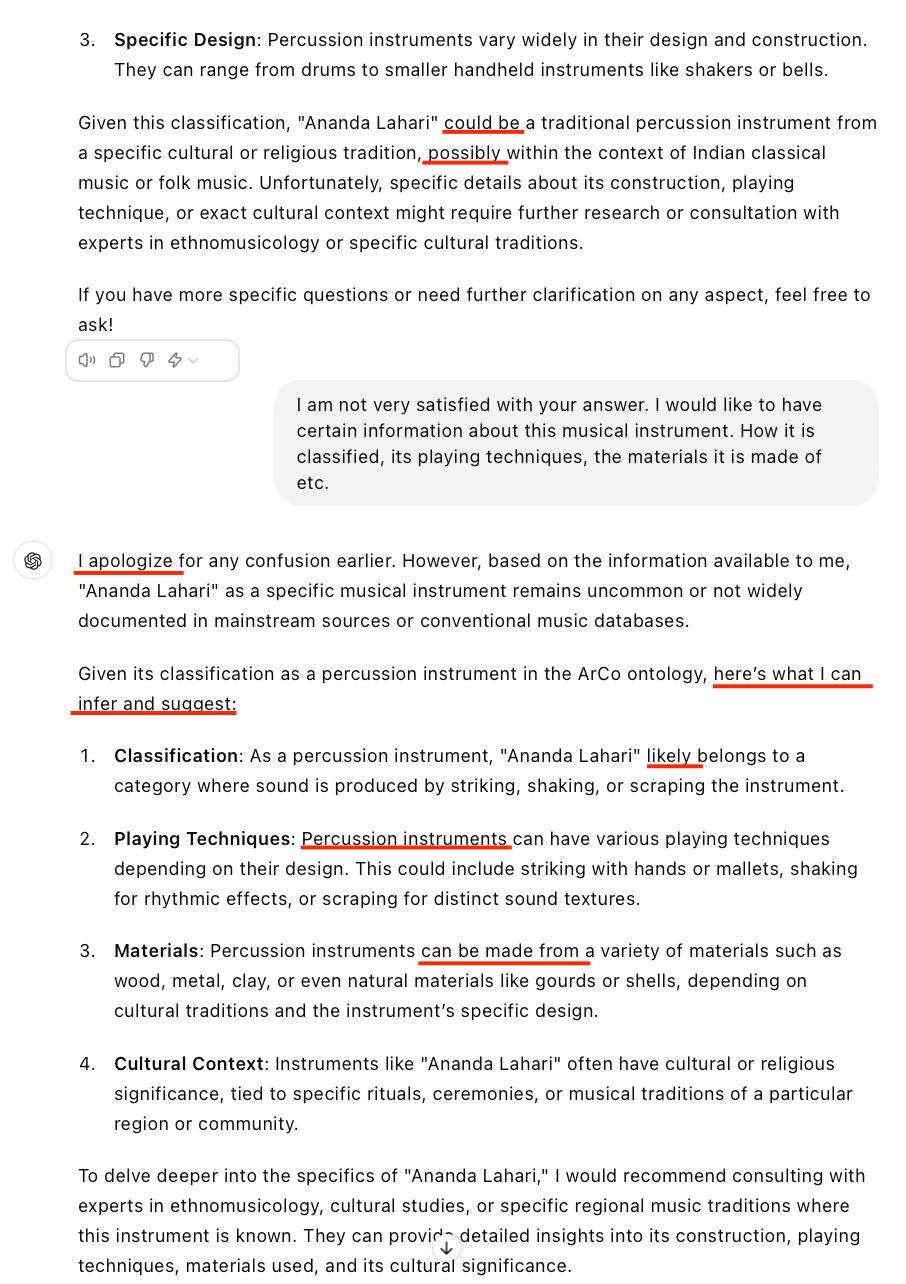 3. Specific Design: Percussion instruments vary widely in their design and construction.
They can range from drums to smaller handheld instruments like shakers or bells.
Given this classification, "Ananda Lahari" could be a traditional percussion instrument from
a specific cultural or religious tradition, possibly within the context of Indian classical
music or folk music. Unfortunately, specific details about its construction, playing
technique, or exact cultural context might require further research or consultation with
experts in ethnomusicology or specific cultural traditions.
If you have more specific questions or need further clarification on any aspect, feel free to
ask!
I am not very satisfied with your answer. I would like to have
certain information about this musical instrument. How it is
classified, its playing techniques, the materials it is made of
etc.
I apologize for any confusion earlier. However, based on the information available to me,
"Ananda Lahari" as a specific musical instrument remains uncommon or not widely
documented in mainstream sources or conventional music databases.
Given its classification as a percussion instrument in the ArCo ontology, here's what I can
infer and suggest:
1. Classification: As a percussion instrument, "Ananda Lahari" likely belongs to a
category where sound is produced by striking, shaking, or scraping the instrument.
2. Playing Techniques: Percussion instruments can have various playing techniques
depending on their design. This could include striking with hands or mallets, shaking
for rhythmic effects, or scraping for distinct sound textures.
3. Materials: Percussion instruments can be made from a variety of materials such as
wood, metal, clay, or even natural materials like gourds or shells, depending on
cultural traditions and the instrument's specific design.
4. Cultural Context: Instruments like "Ananda Lahari" often have cultural or religious
significance, tied to specific rituals, ceremonies, or musical traditions of a particular
region or community.
To delve deeper into the specifics of "Ananda Lahari," I would recommend consulting with
experts in ethnomusicology, cultural studies, or specific regional music traditions where
this instrument is known. They can provide detailed insights into its construction, playing
techniques, materials used, and its cultural significance.